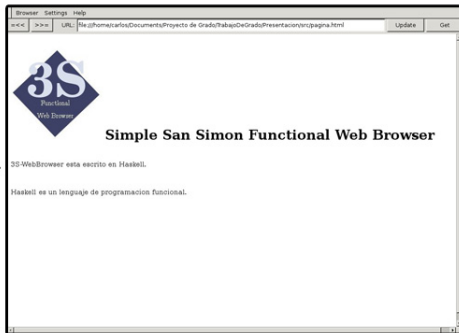 Browser Settings Help
<<< >>> URL: file:///home/carlos/Documents/Proyecto de Grado/TrabajoDeGrado/Presentacion/src/pagina.html Update Get
3S
Functional
Web Browser
Simple San Simon Functional Web Browser
3S-WebBrowser esta escrito en Haskell.
Haskell es un lenguaje de programacion funcional.